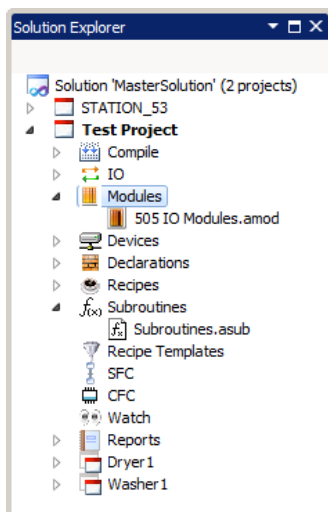 Solution Explorer
Solution 'MasterSolution' (2 projects)
STATION_53
Test Project
Compile
IO
Modules
505 IO Modules.amod
Devices
Declarations
Recipes
f(x) Subroutines
Subroutines.asub
Recipe Templates
SFC
CFC
Watch
Reports
Dryer1
Washer1